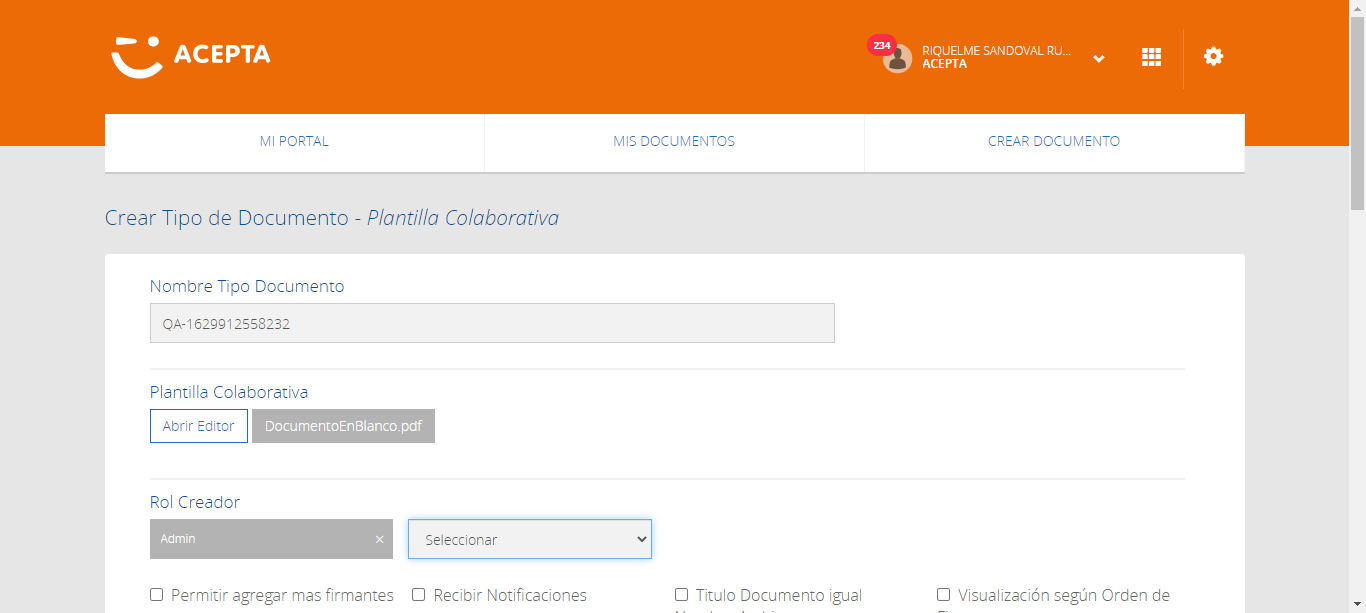 ACEPTA
234
RIQUELME SANDOVAL RU...
ACEPTA
MI PORTAL
MIS DOCUMENTOS
CREAR DOCUMENTO
Crear Tipo de Documento - Plantilla Colaborativa
Nombre Tipo Documento
QA-1629912558232
Plantilla Colaborativa
Abrir Editor
DocumentoEnBlanco.pdf
Rol Creador
Admin ×
Seleccionar
Permitir agregar mas firmantes
Recibir Notificaciones
Titulo Documento igual
Visualización según Orden de